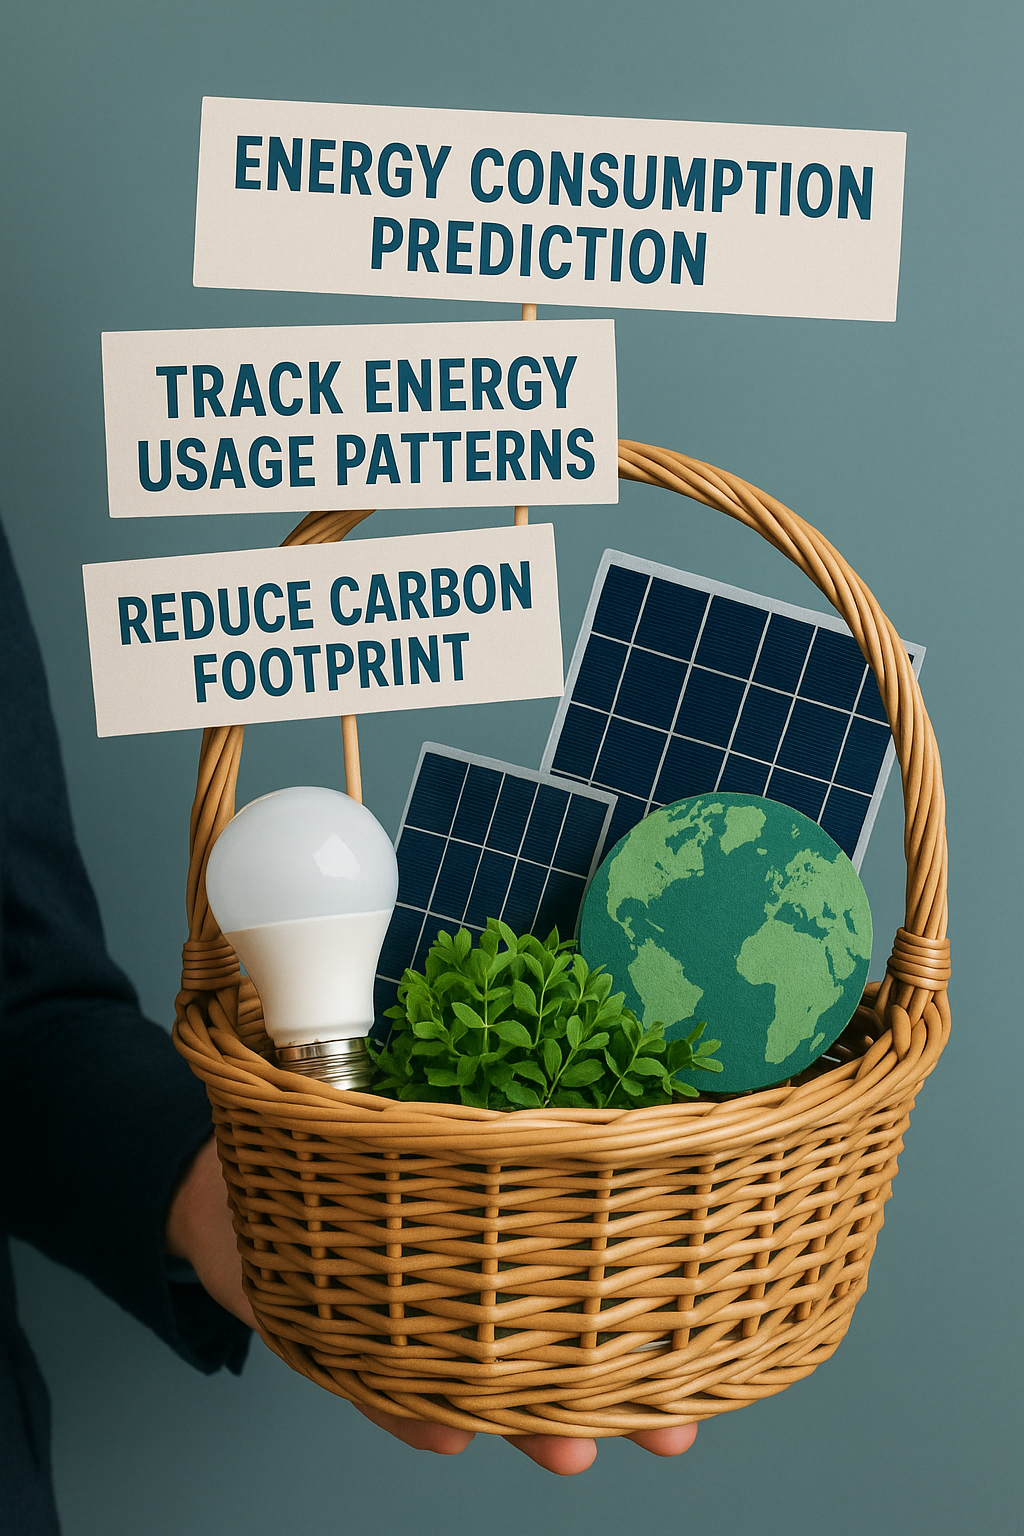 ENERGY CONSUMPTION
PREDICTION
TRACK ENERGY
USAGE PATTERNS
REDUCE CARBON
FOOTPRINT